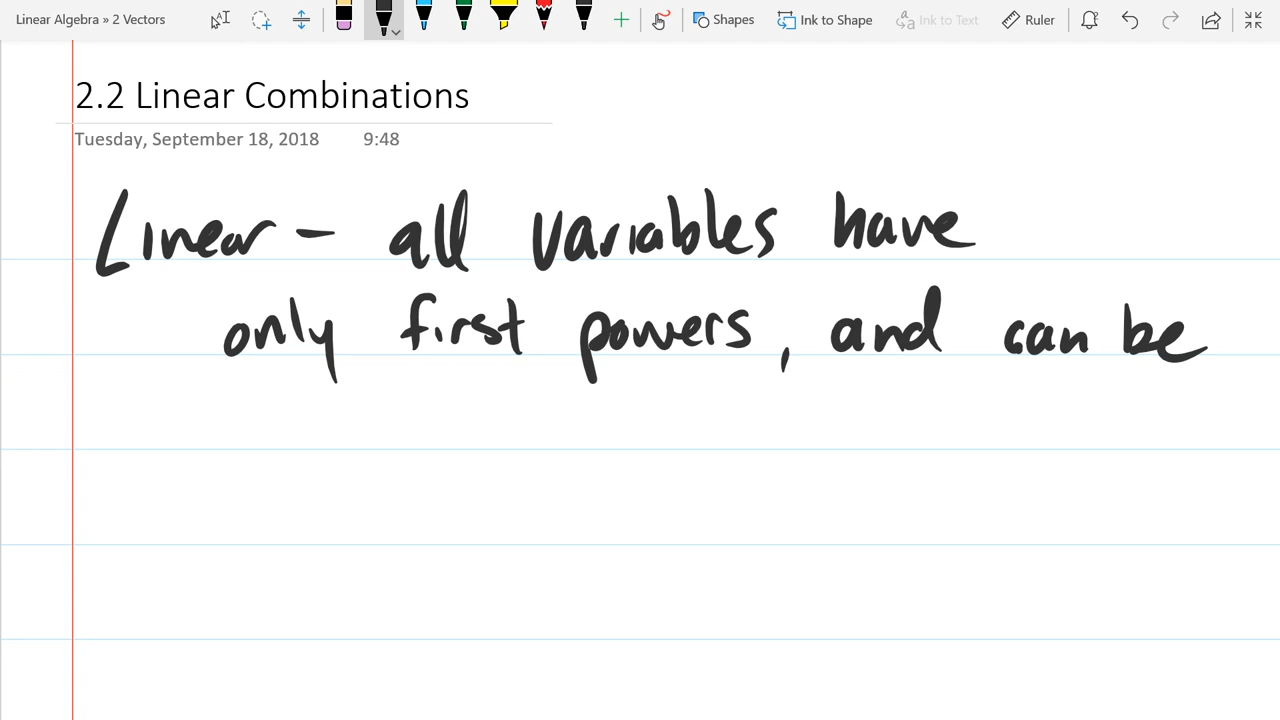 Linear Algebra » 2 Vectors
Shapes
Ink to Shape
Ink to Text
Ruler
2.2 Linear Combinations
Tuesday, September 18, 2018 9:48
Linear - all variables have
only first powers, and can be